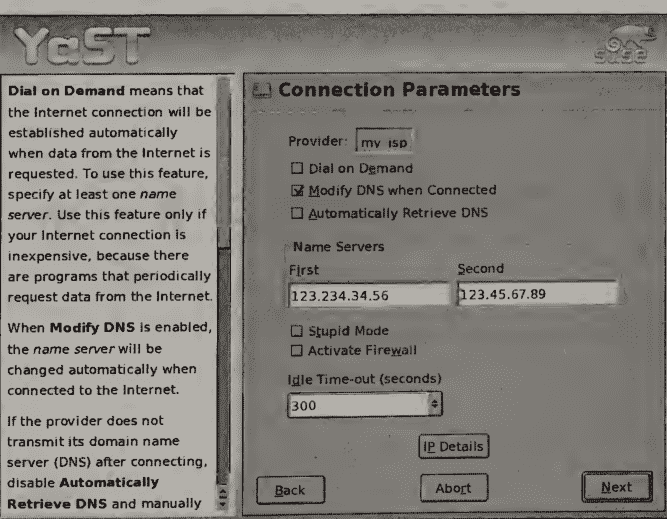 YaST
SUSE
Dial on Demand means that
the Internet connection will be
established automatically
when data from the Internet is
requested. To use this feature,
specify at least one name
server. Use this feature only if
your Internet connection is
inexpensive, because there
are programs that periodically
request data from the Internet.
When Modify DNS is enabled,
the name server will be
changed automatically when
connected to the Internet.
If the provider does not
transmit its domain name
server (DNS) after connecting,
disable Automatically
Retrieve DNS and manually
Connection Parameters
Provider: my_isp
Dial on Demand
Modify DNS when Connected
Automatically Retrieve DNS
Name Servers
First Second
123.234.34.56 123.45.67.89
Stupid Mode
Activate Firewall
Idle Time-out (seconds)
300
IP Details
Back Abort Next